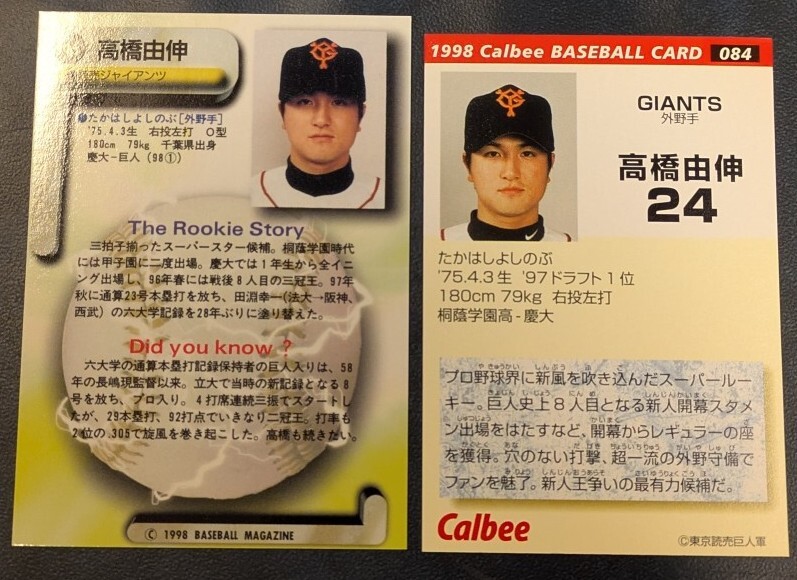 高橋由伸
ジャイアンツ
たかはしよしのぶ[外野手]
'75.4.3生 右投左打 O型
180cm 79kg 千葉県出身
慶大−巨人(98①)
The Rookie Story
三拍子揃ったスーパースター候補。桐蔭学園時代
には甲子園に二度出場。慶大では1年生から全イニ
ング出場し、96年春には戦後8人目の三冠王。97年
秋に通算23号本塁打を放ち、田淵幸一(法大→阪神、
西武)の六大学記録を28年ぶりに塗り替えた。
Did you know ?
六大学の通算本塁打記録保持者の巨人入りは、58
年の長嶋現監督以来。立大で当時の新記録となる8
号を放ち、プロ入り。4打席連続三振でスタートし
たが、29本塁打、92打点でいきなり二冠王。打率も
2位の.305で旋風を巻き起こした。高橋も続きたい。
© 1998 BASEBALL MAGAZINE
1998 Calbee BASEBALL CARD 084
GIANTS
外野手
高橋由伸
24
たかはしよしのぶ
'75.4.3生 '97ドラフト1位
180cm 79kg 右投左打
桐蔭学園高-慶大
プロ野球界に新風を吹き込んだスーパールー
キー。巨人史上8人目となる新人開幕スタメ
ン出場をはたすなど、開幕からレギュラーの座
を獲得。穴のない打撃、超一流の外野守備で
ファンを魅了。新人王争いの最有力候補だ。
Calbee
©東京読売巨人軍